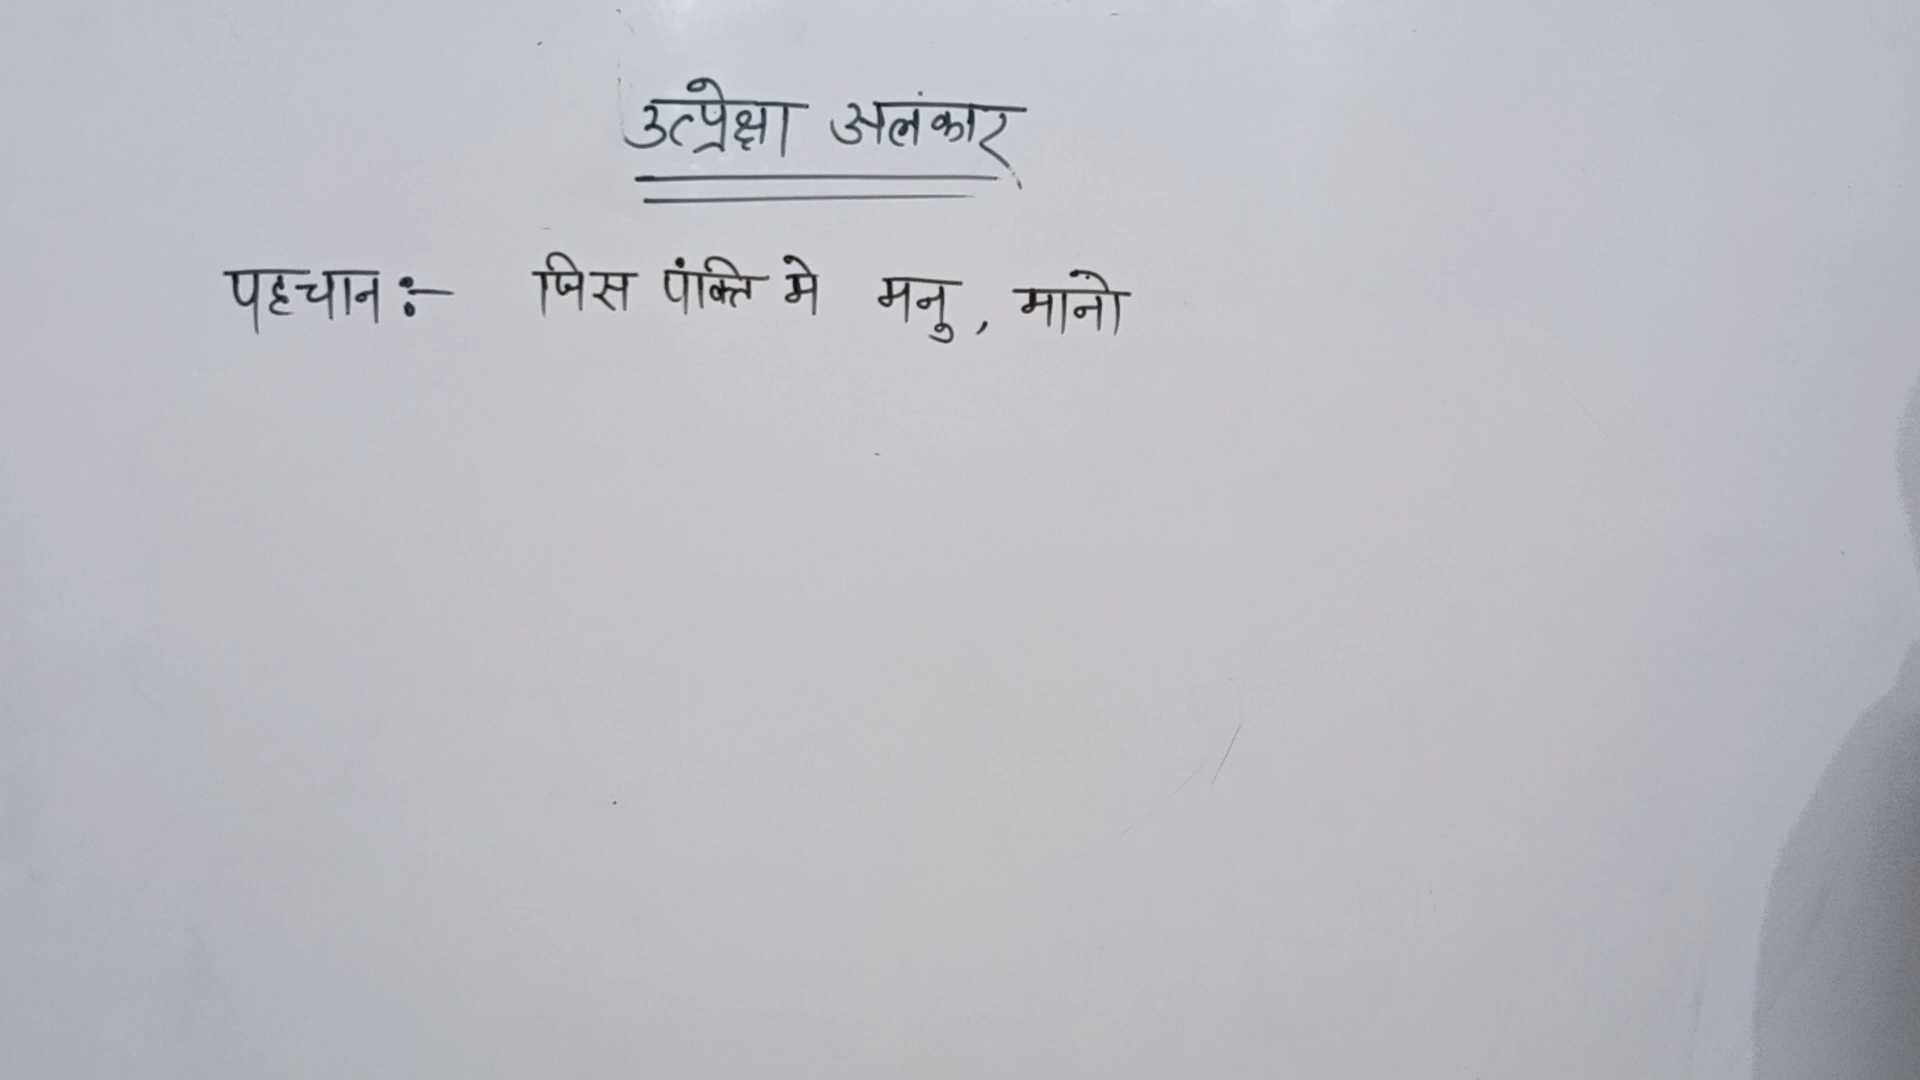 उत्प्रेक्षा अलंकार
पहचान :- जिस पंक्ति मे मनु, मानो